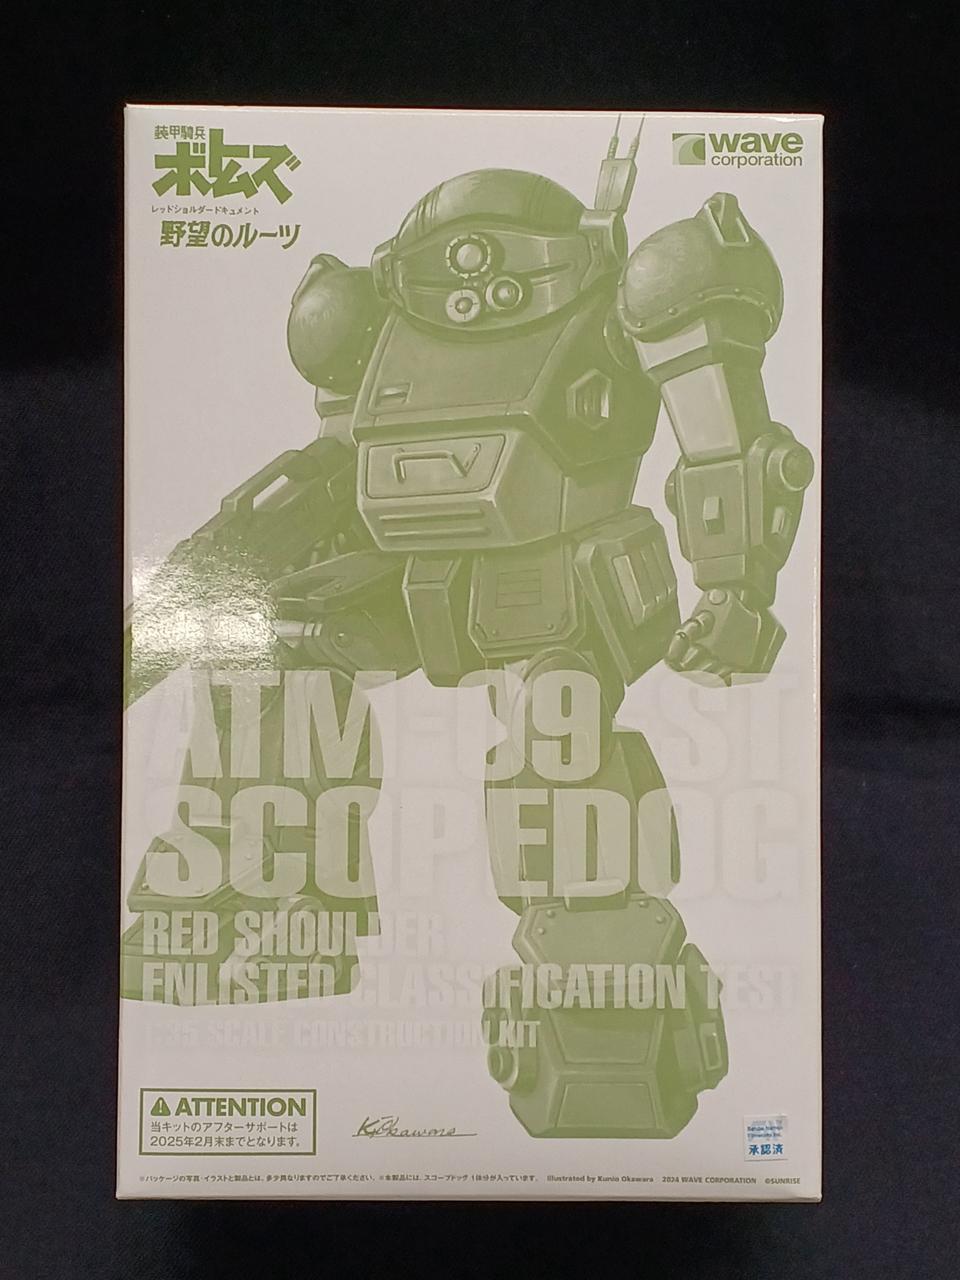 装甲騎兵
ボトムズ
レッドショルダードキュメント
野望のルーツ
wave
corporation
ATM-09-ST
SCOPEDOG
RED SHOULDER
ENLISTED CLASSIFICATION TEST
1:35 SCALE CONSTRUCTION KIT
ATTENTION
当キットのアフターサポートは
2025年2月末までとなります。
K.Okawara
Bandai Namco
Filmworks Inc.
承認済
※パッケージの写真・イラストと製品とは、多少異なりますのでご了承ください。※本製品には、スコープドッグ 1体分が入っています。 Illustrated by Kunio Okawara 2024 WAVE CORPORATION ©SUNRISE